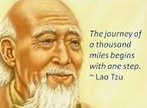 The journey of
a thousand
miles begins
with one step.
~ Lao Tzu